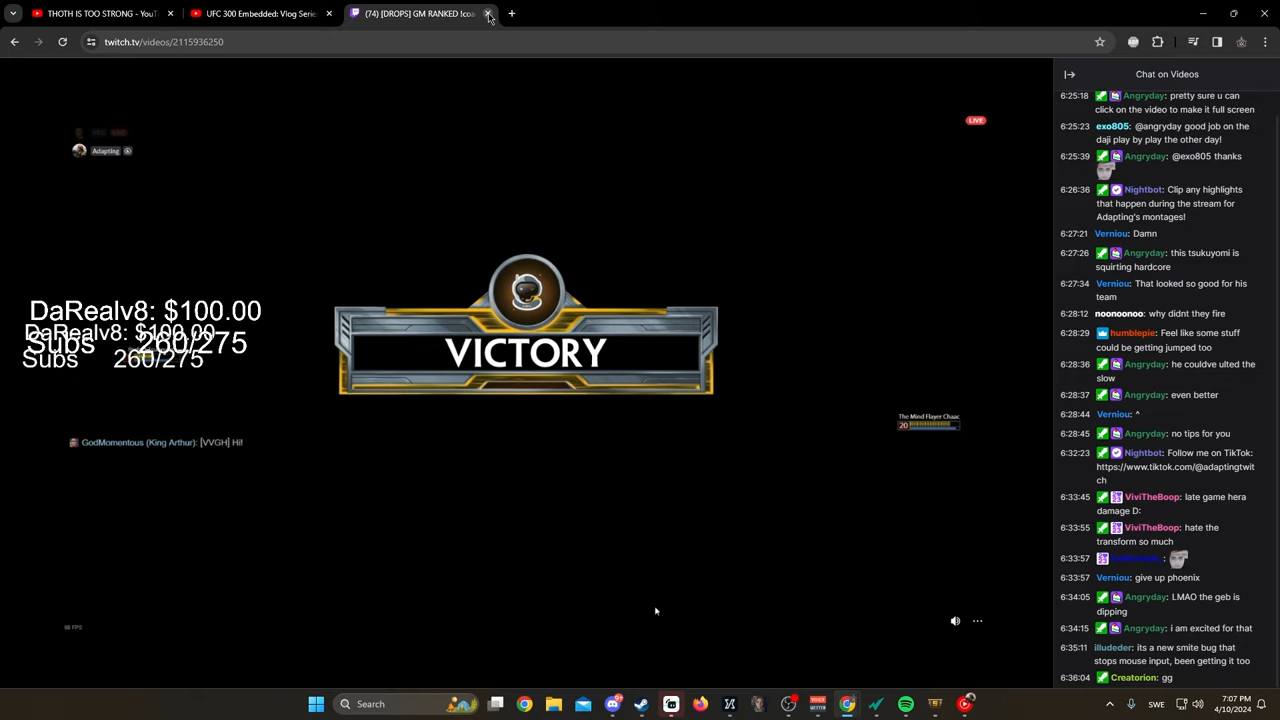 THOTH IS TOO STRONG - YouT
UFC 300 Embedded: Vlog Serie
(74) [DROPS] GM RANKED !coa
twitch.tv/videos/2115936250
LIVE
Adapting
VICTORY
DaRealv8: $100.00
DaRealv8: $100.00
Subs 260/275
Subs 260/275
The Mind Flayer Chaac
20
GodMomentous (King Arthur): [VVGH] Hi!
90 FPS
Chat on Videos
6:25:18 Angryday: pretty sure u can
click on the video to make it full screen
6:25:23 exo805: @angryday good job on the
daji play by play the other day!
6:25:39 Angryday: @exo805 thanks
6:26:36 Nightbot: Clip any highlights
that happen during the stream for
Adapting's montages!
6:27:21 Verniou: Damn
6:27:26 Angryday: this tsukuyomi is
squirting hardcore
6:27:34 Verniou: That looked so good for his
team
6:28:12 noonoonoo: why didnt they fire
6:28:29 humblepie: Feel like some stuff
could be getting jumped too
6:28:36 Angryday: he couldve ulted the
slow
6:28:37 Angryday: even better
6:28:44 Verniou: ^
6:28:45 Angryday: no tips for you
6:32:23 Nightbot: Follow me on TikTok:
https://www.tiktok.com/@adaptingtwit
ch
6:33:45 ViviTheBoop: late game hera
damage D:
6:33:55 ViviTheBoop: hate the
transform so much
6:33:57 :
6:33:57 Verniou: give up phoenix
6:34:05 Angryday: LMAO the geb is
dipping
6:34:15 Angryday: i am excited for that
6:35:11 illudeder: its a new smite bug that
stops mouse input, been getting it too
6:36:04 Creatorion: gg
Search
SWE
7:07 PM
4/10/2024